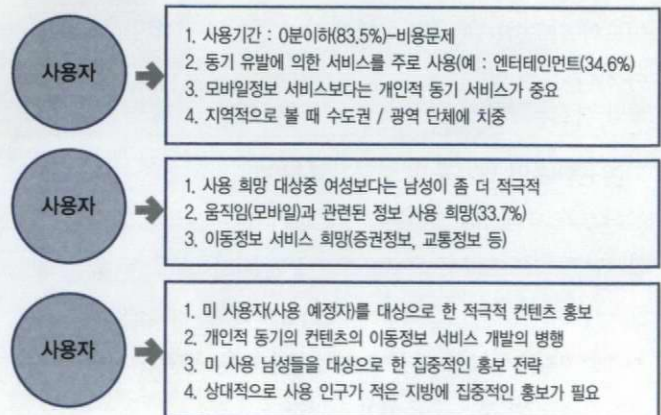 사용자
1. 사용기간 : 0분이하(83.5%)-비용문제
2. 동기 유발에 의한 서비스를 주로 사용(예 : 엔터테인먼트(34.6%)
3. 모바일정보 서비스보다는 개인적 동기 서비스가 중요
4. 지역적으로 볼 때 수도권 / 광역 단체에 치중
사용자
1. 사용 희망 대상중 여성보다는 남성이 좀 더 적극적
2. 움직임(모바일)과 관련된 정보 사용 희망(33.7%)
3. 이동정보 서비스 희망(증권정보, 교통정보 등)
사용자
1. 미 사용자(사용 예정자)를 대상으로 한 적극적 컨텐츠 홍보
2. 개인적 동기의 컨텐츠의 이동정보 서비스 개발의 병행
3. 미 사용 남성들을 대상으로 한 집중적인 홍보 전략
4. 상대적으로 사용 인구가 적은 지방에 집중적인 홍보가 필요